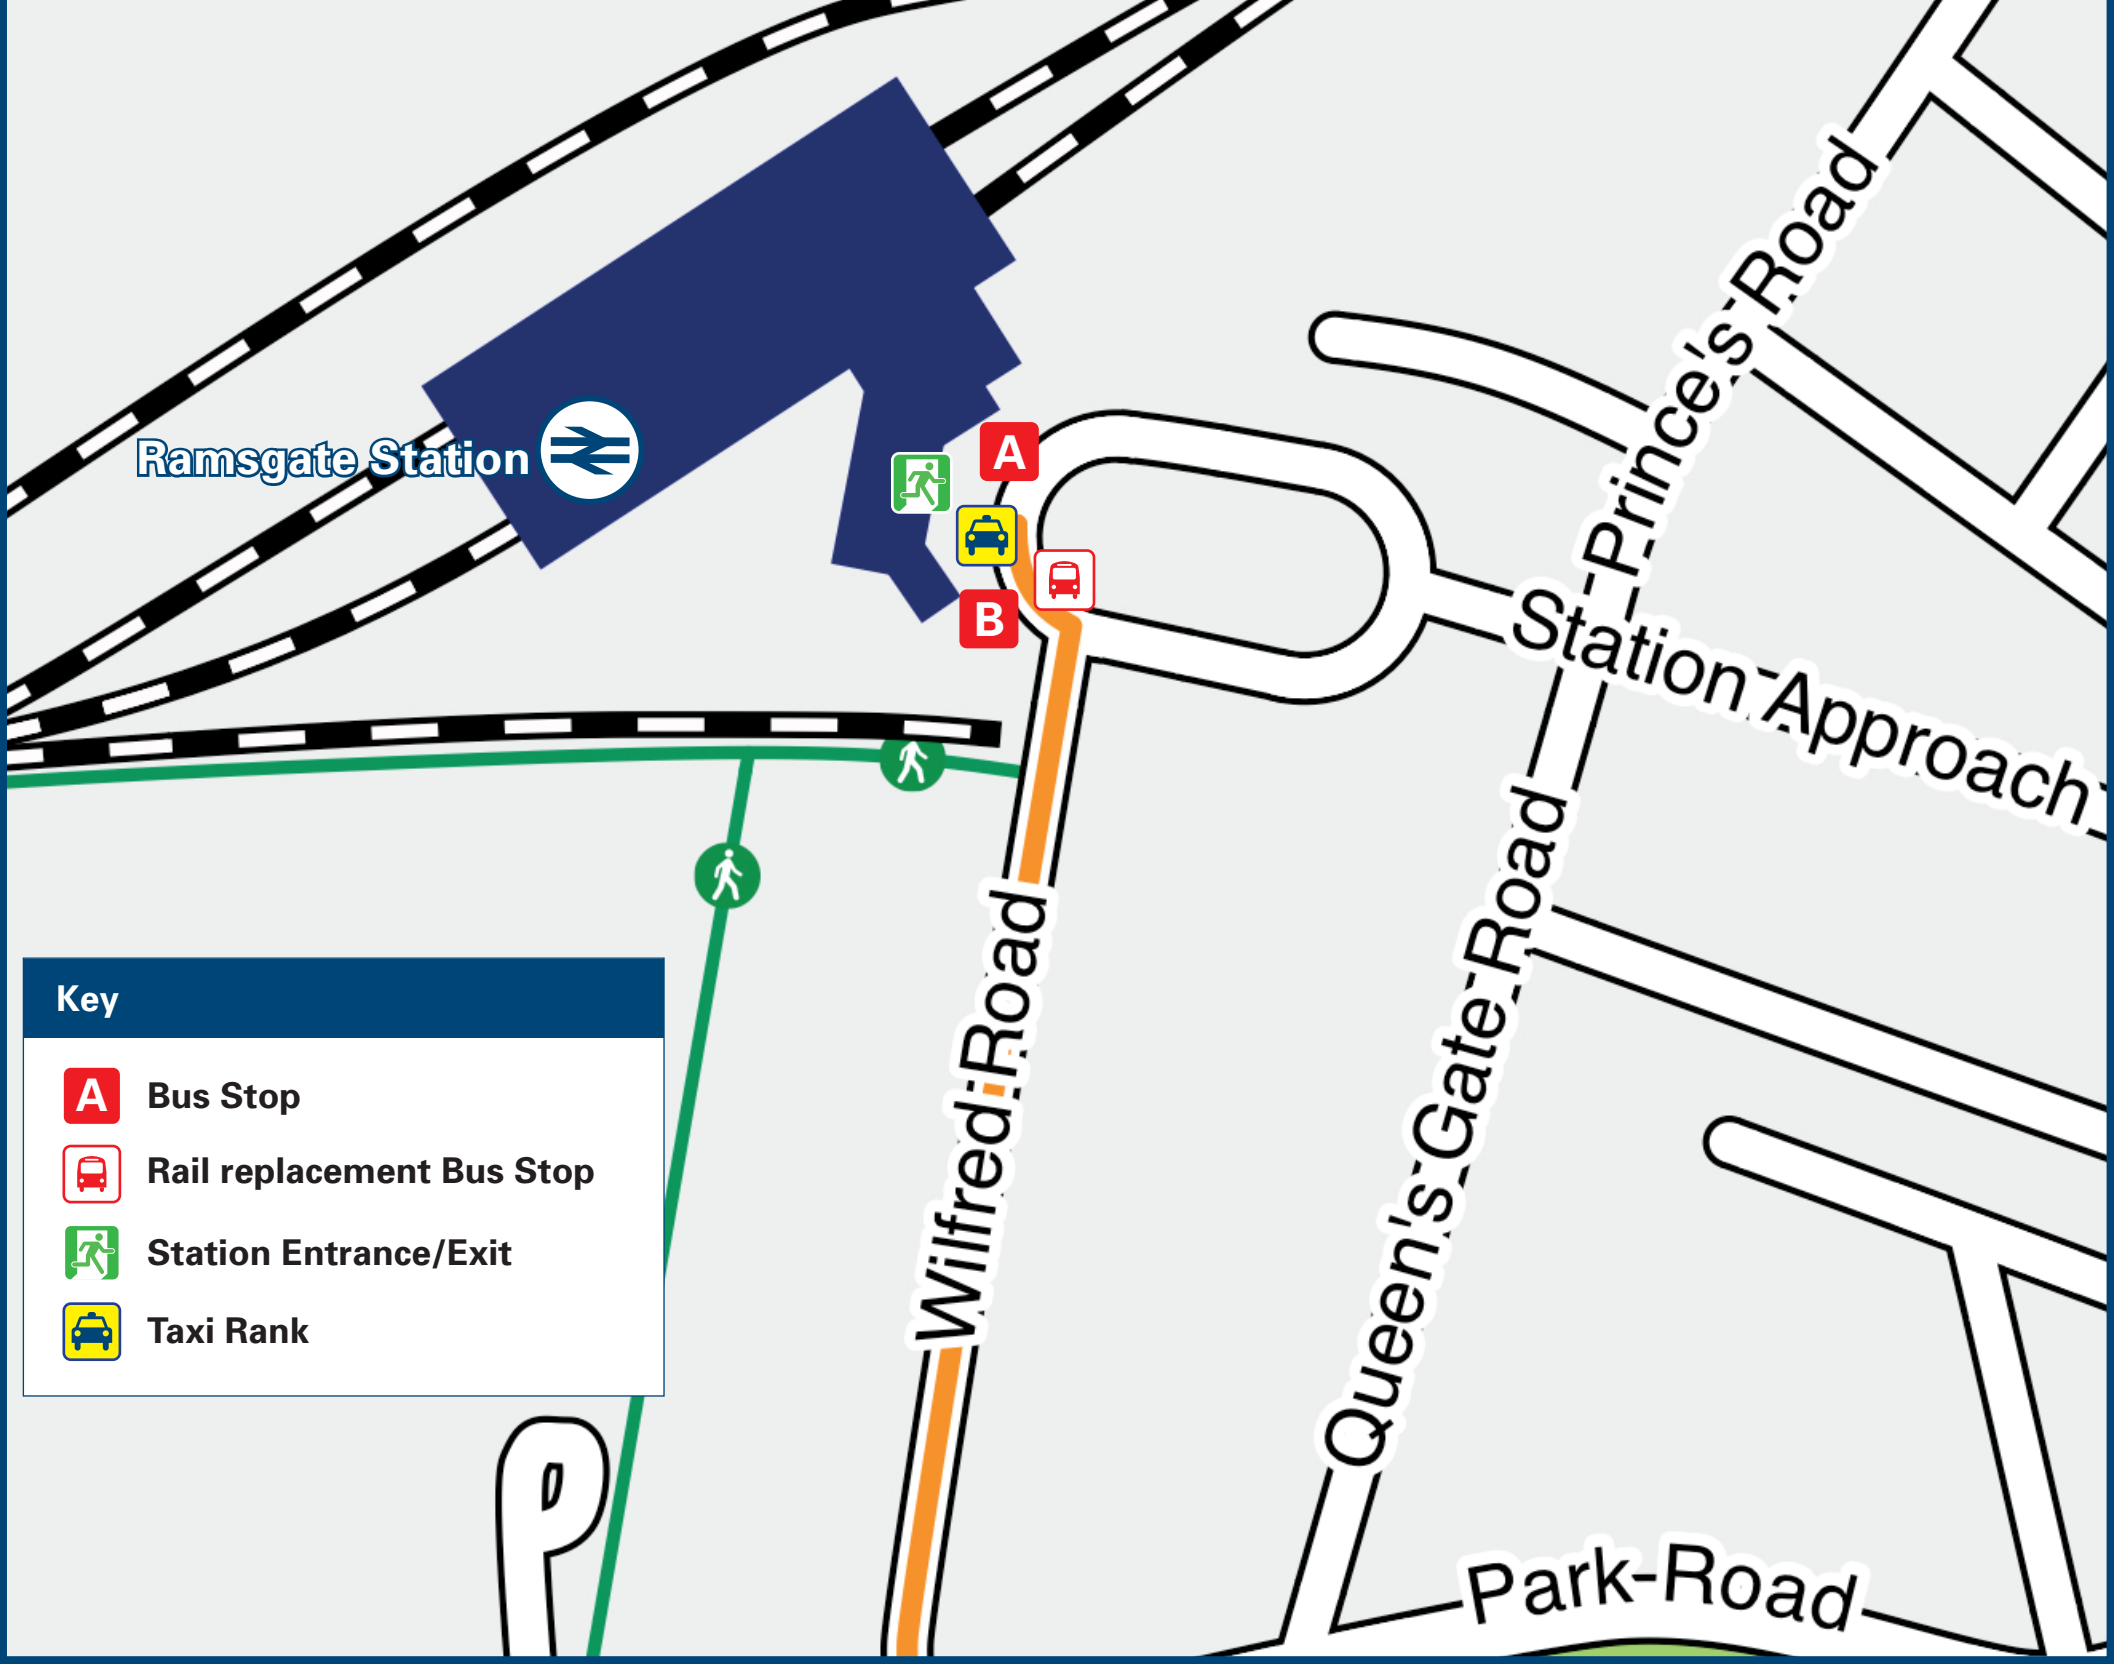 Prince's Road
Ramsgate Station
A
B
Station Approach
Wilfred Road
Queen's Gate Road
Key
A Bus Stop
Rail replacement Bus Stop
Station Entrance/Exit
Taxi Rank
Park Road